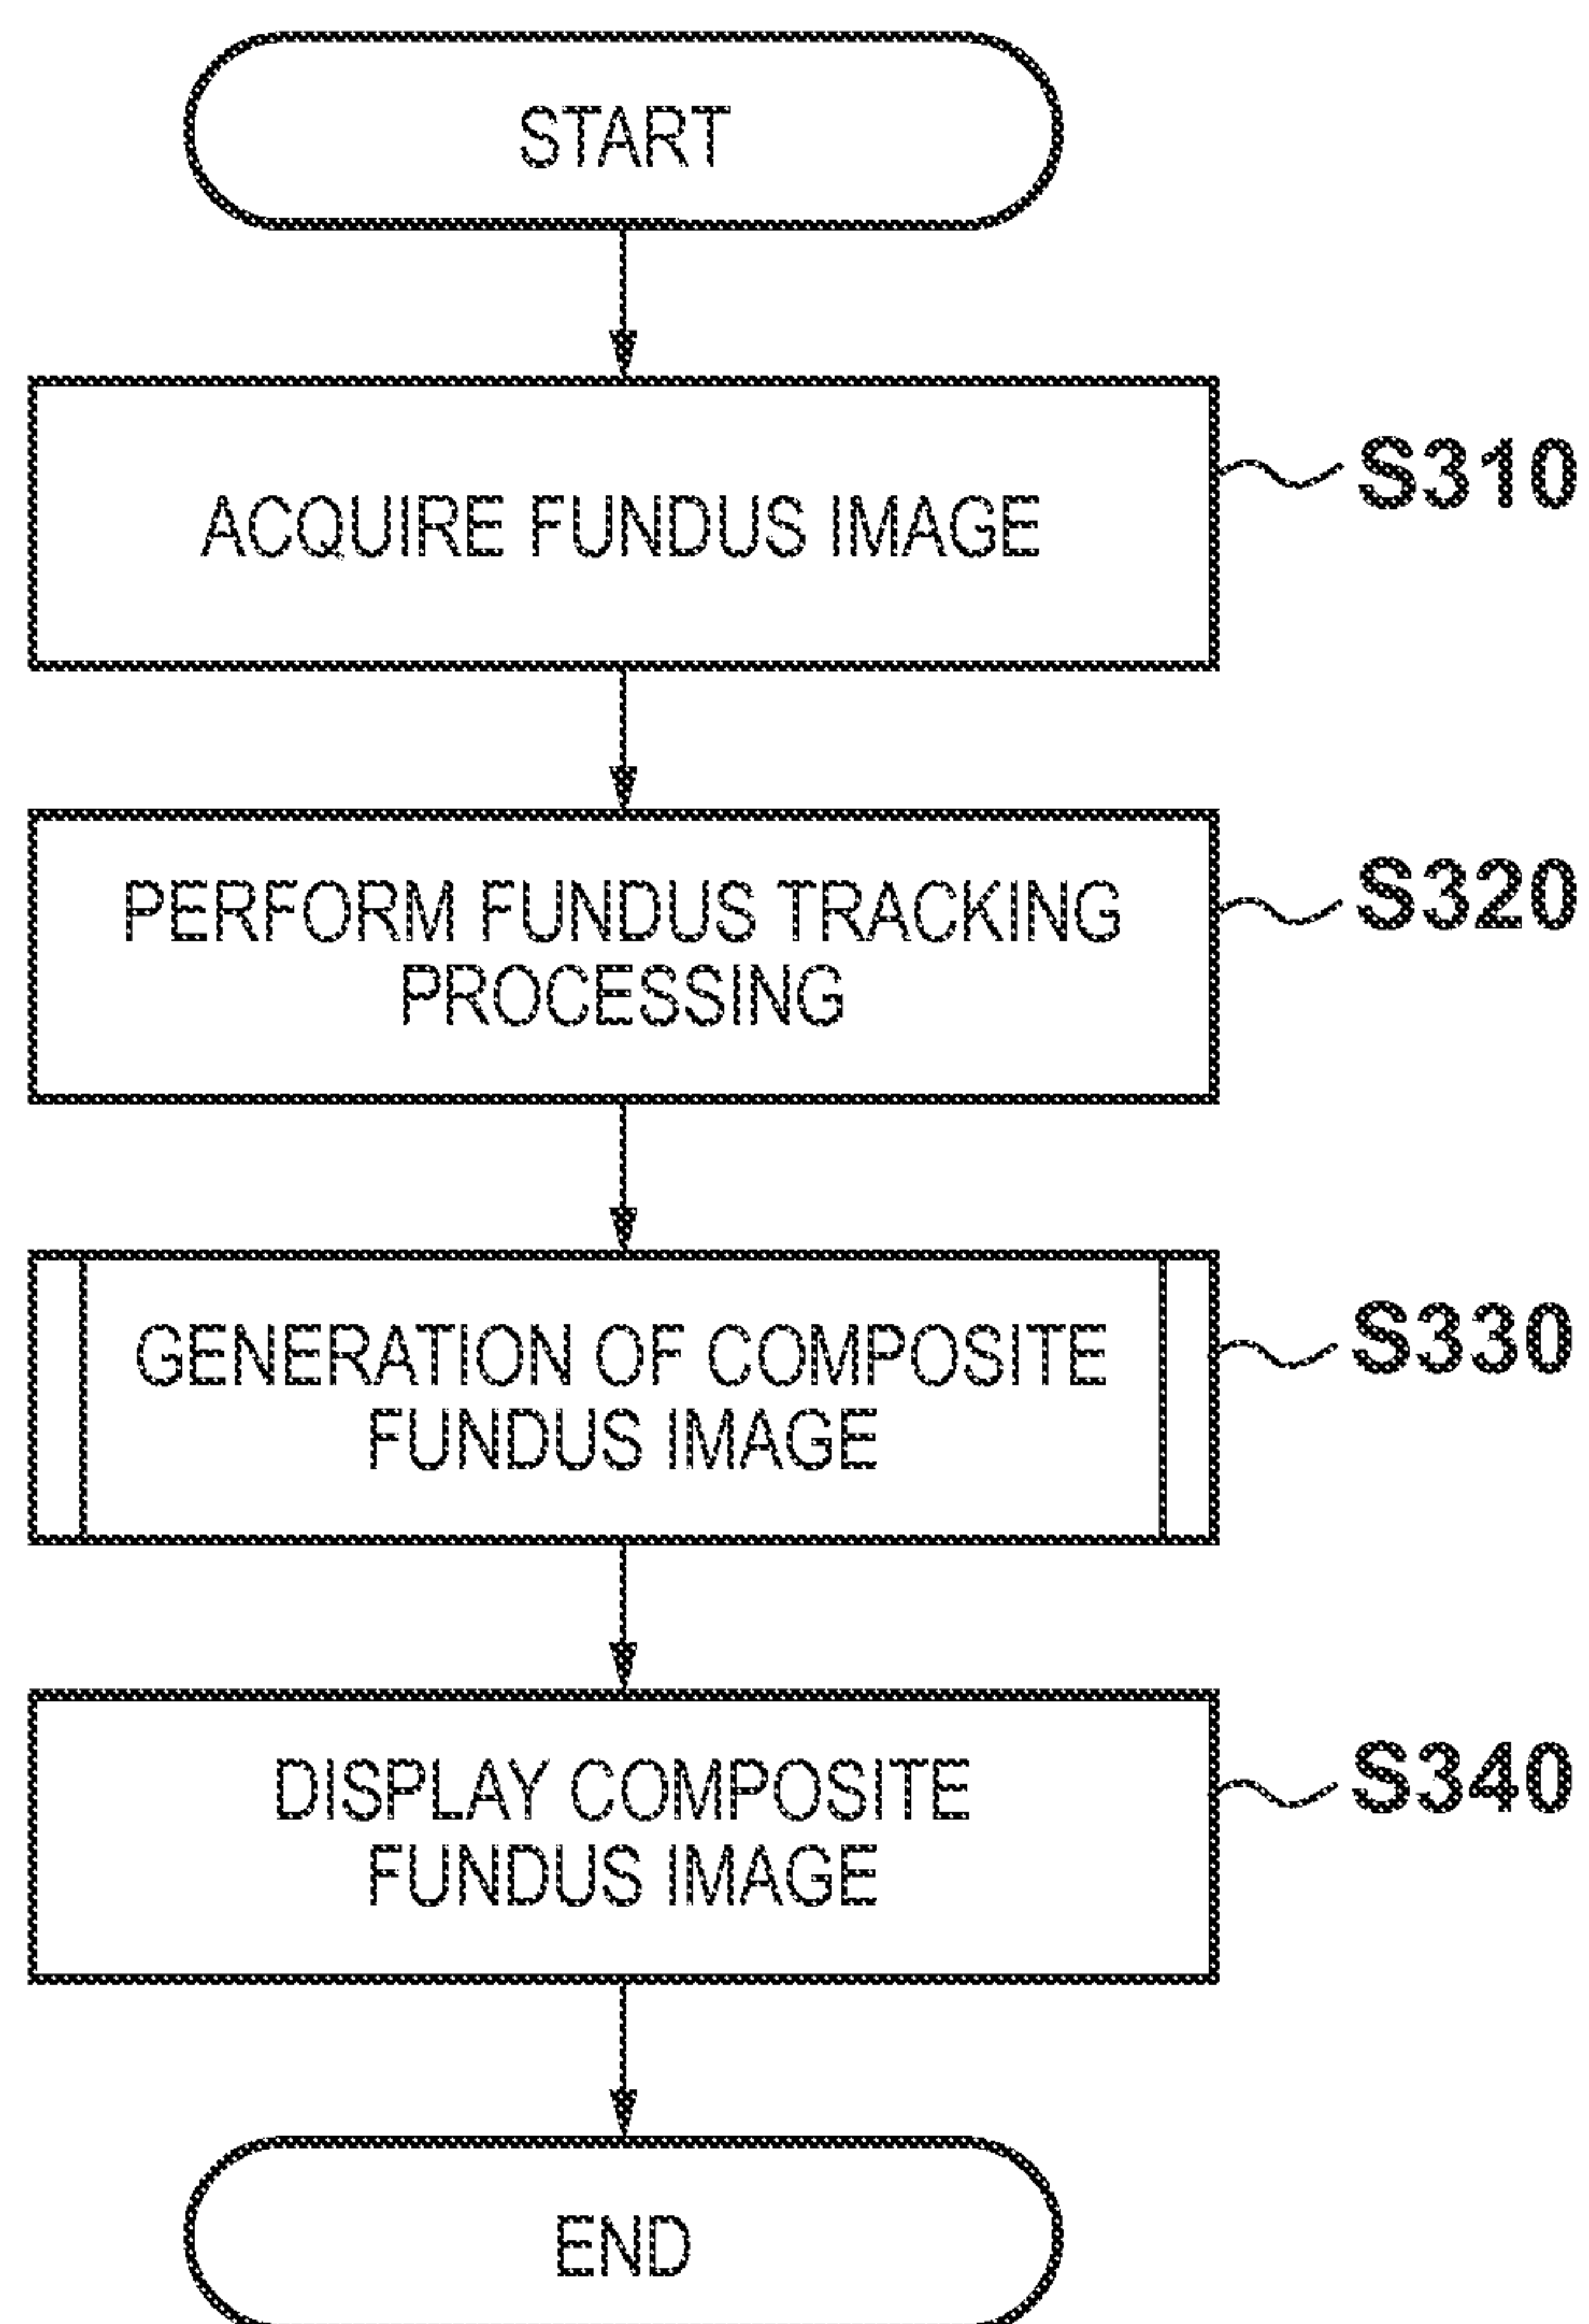 START
ACQUIRE FUNDUS IMAGE
S310
PERFORM FUNDUS TRACKING
PROCESSING
S320
GENERATION OF COMPOSITE
FUNDUS IMAGE
S330
DISPLAY COMPOSITE
FUNDUS IMAGE
S340
END